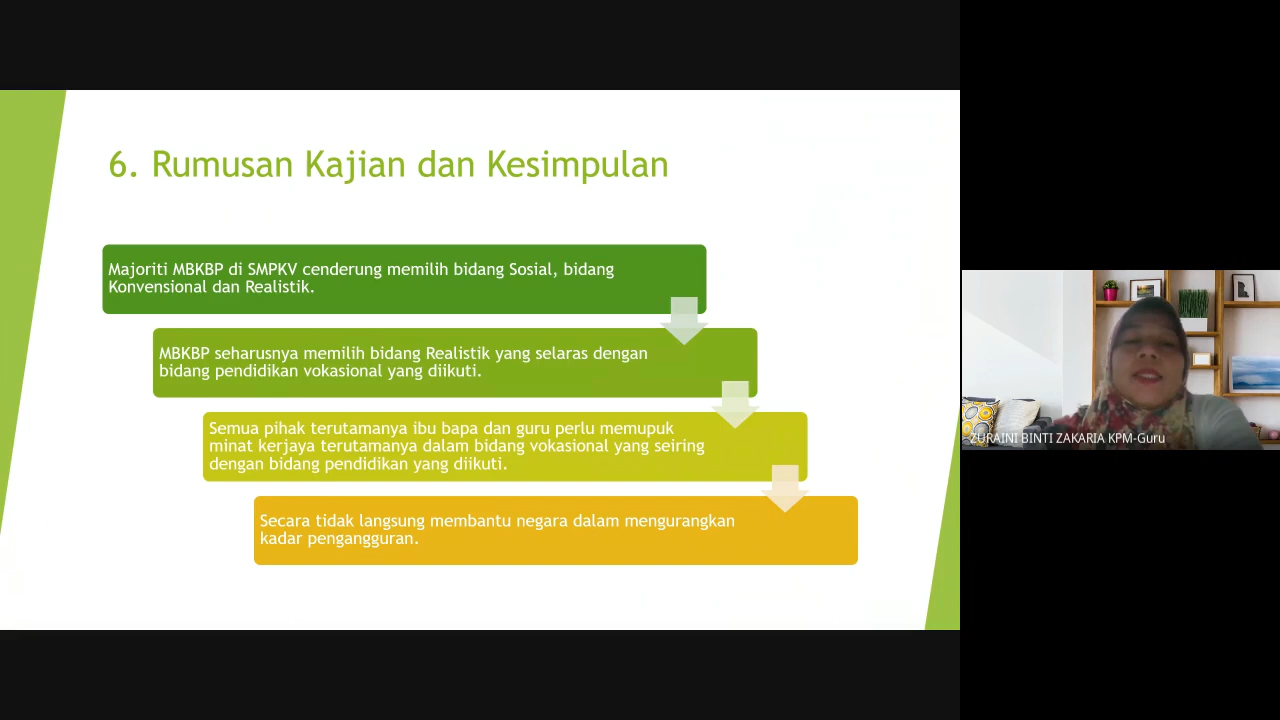 6. Rumusan Kajian dan Kesimpulan
Majoriti MBKBP di SMPKV cenderung memilih bidang Sosial, bidang
Konvensional dan Realistik.
MBKBP seharusnya memilih bidang Realistik yang selaras dengan
bidang pendidikan vokasional yang diikuti.
Semua pihak terutamanya ibu bapa dan guru perlu memupuk
minat kerjaya terutamanya dalam bidang vokasional yang seiring
dengan bidang pendidikan yang diikuti.
Secara tidak langsung membantu negara dalam mengurangkan
kadar pengangguran.
ZURAINI BINTI ZAKARIA KPM-Guru